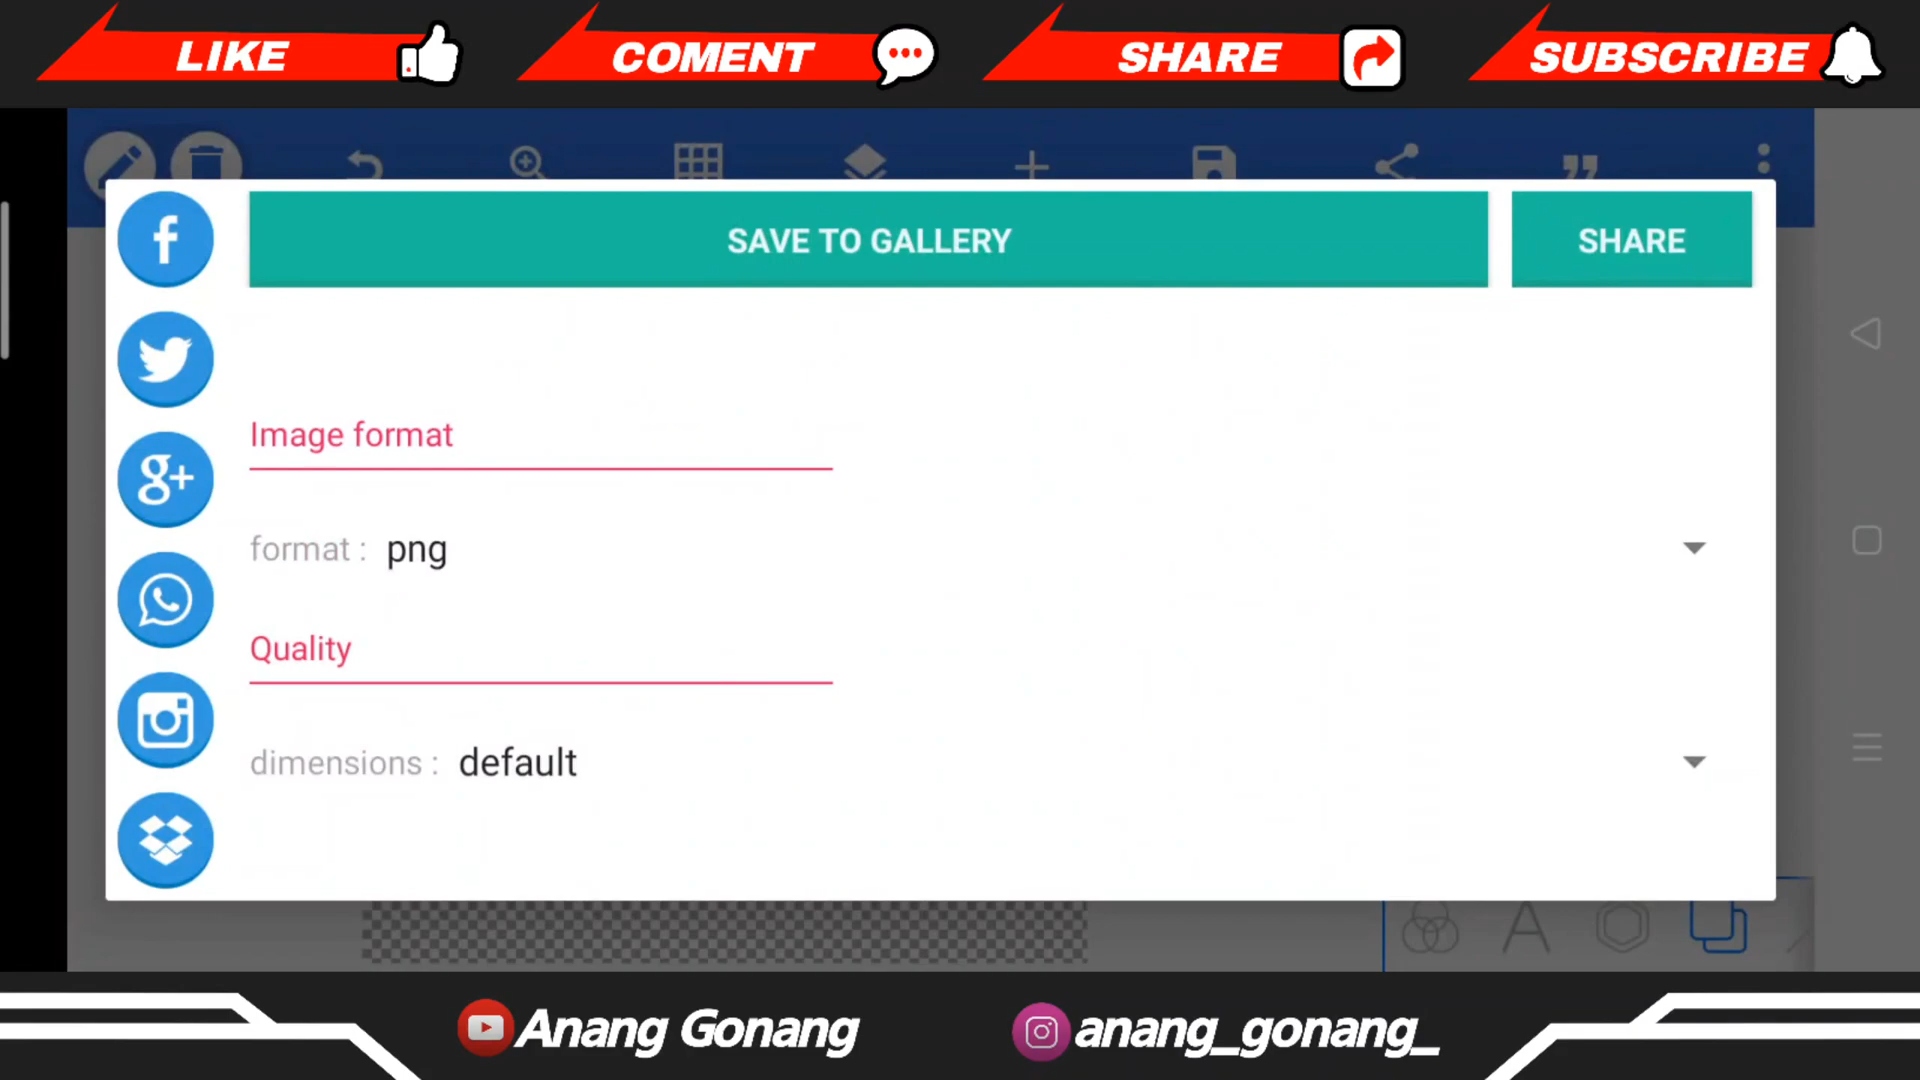 LIKE
COMENT
SHARE
SUBSCRIBE
SAVE TO GALLERY
SHARE
Image format
format : png
Quality
dimensions : default
Anang Gonang
anang_gonang_